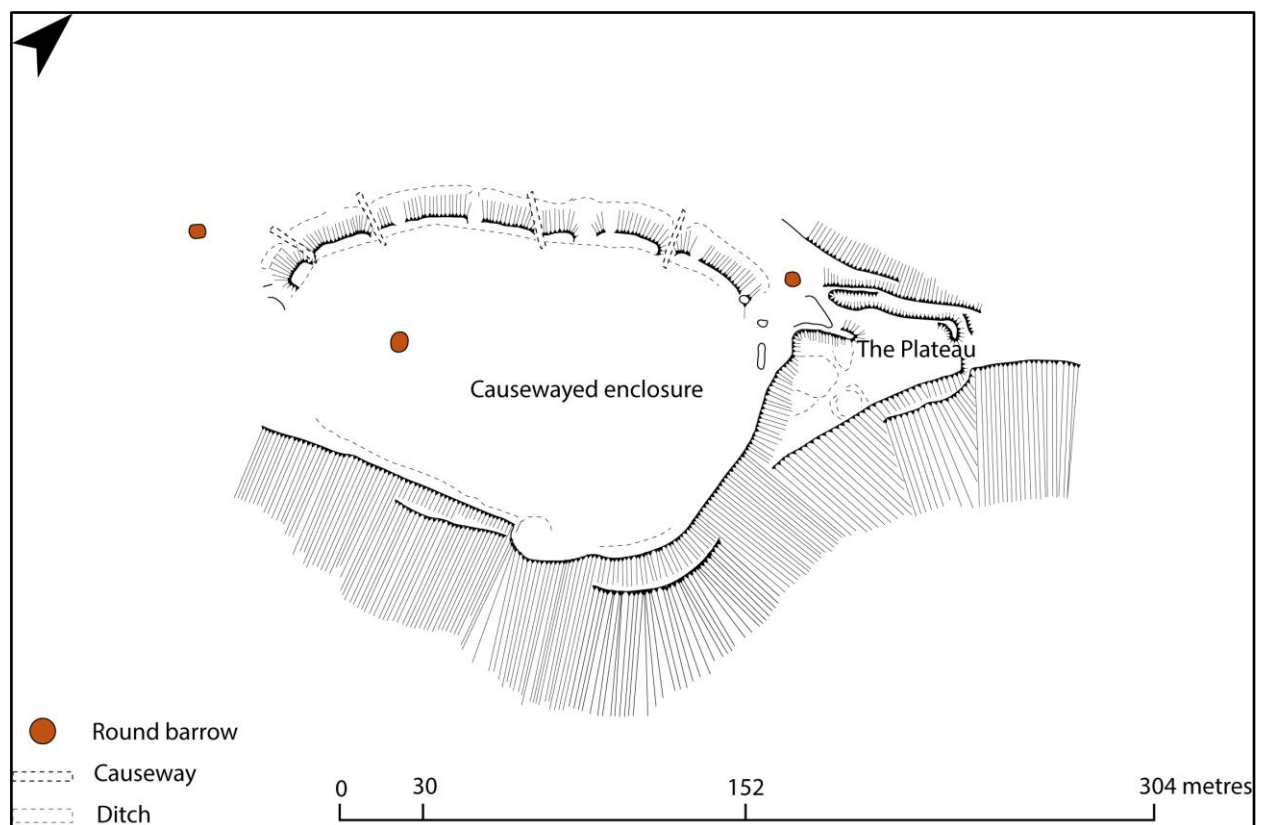 The Plateau
Causewayed enclosure
Round barrow
Causeway
Ditch
0 30 152 304 metres